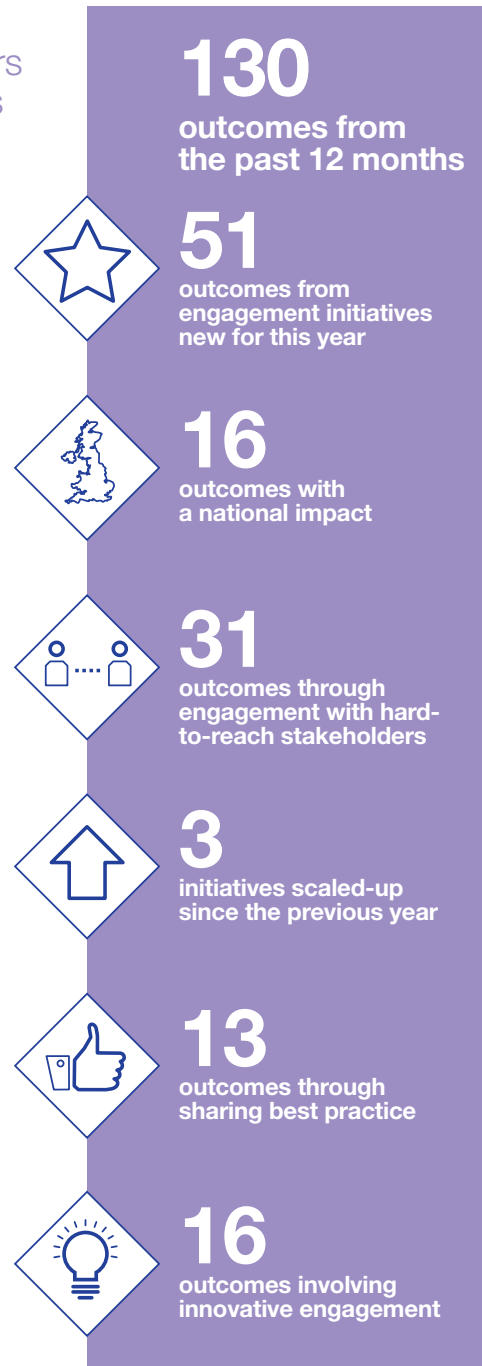 130
outcomes from
the past 12 months
51
outcomes from
engagement initiatives
new for this year
16
outcomes with
a national impact
31
outcomes through
engagement with hard-
to-reach stakeholders
3
initiatives scaled-up
since the previous year
13
outcomes through
sharing best practice
16
outcomes involving
innovative engagement